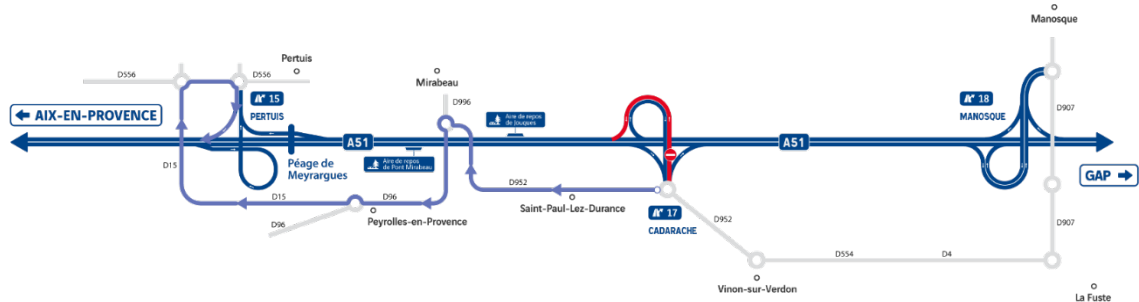 Manosque
Pertuis
D556
D556
Mirabeau
15
PERTUIS
D996
18
MANOSQUE
D907
← AIX-EN-PROVENCE
Aire de repos
de Jouques
A51
A51
Péage de
Meyrargues
Aire de repos
de Pont Mirabeau
D15
GAP →
D952
D15
D96
Saint-Paul-Lez-Durance
Peyrolles-en-Provence
D96
17
CADARACHE
D952
D907
D554
D4
Vinon-sur-Verdon
La Fuste